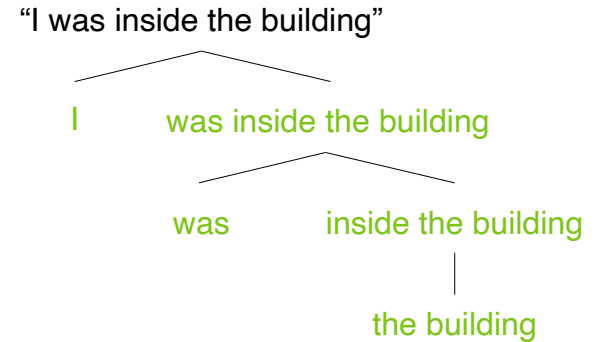 “I was inside the building”
I was inside the building
was inside the building
the building